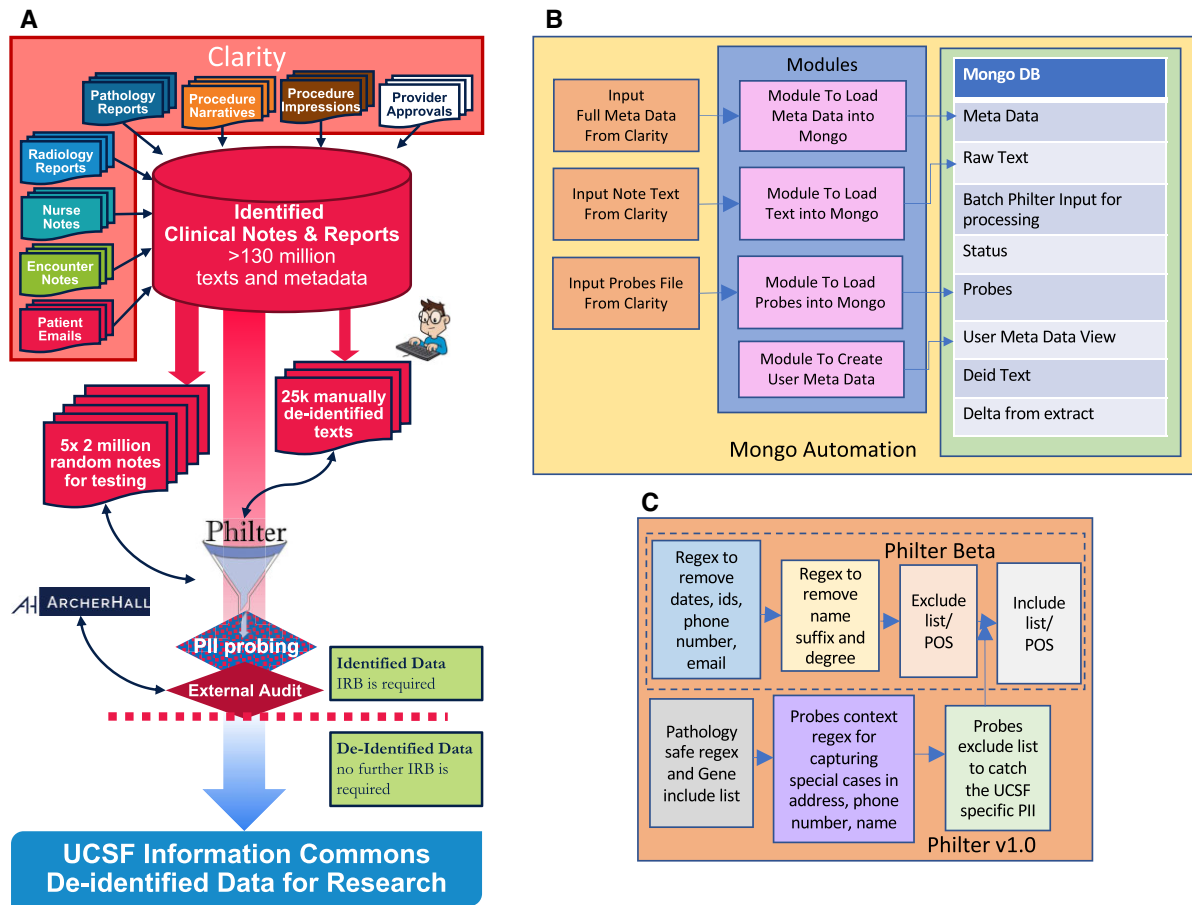 A
Clarity
Pathology
Reports
Procedure
Narratives
Procedure
Impressions
Provider
Approvals
Radiology
Reports
Nurse
Notes
Encounter
Notes
Patient
Emails
Identified
Clinical Notes & Reports
>130 million
texts and metadata
25k manually
de-identified
texts
5x 2 million
random notes
for testing
Philter
AH ARCHERHALL
PII probing
External Audit
Identified Data
IRB is required
De-Identified Data
no further IRB is
required
UCSF Information Commons
De-identified Data for Research
B
Modules
Input
Full Meta Data
From Clarity
Module To Load
Meta Data into
Mongo
Input Note Text
From Clarity
Module To Load
Text into Mongo
Input Probes File
From Clarity
Module To Load
Probes into Mongo
Module To Create
User Meta Data
Mongo DB
Meta Data
Raw Text
Batch Philter Input for
processing
Status
Probes
User Meta Data View
Deid Text
Delta from extract
Mongo Automation
C
Philter Beta
Regex to
remove
dates, ids,
phone
number,
email
Regex to
remove
name
suffix and
degree
Exclude
list/
POS
Include
list/
POS
Pathology
safe regex
and Gene
include list
Probes context
regex for
capturing
special cases in
address, phone
number, name
Probes
exclude list
to catch
the UCSF
specific PII
Philter v1.0